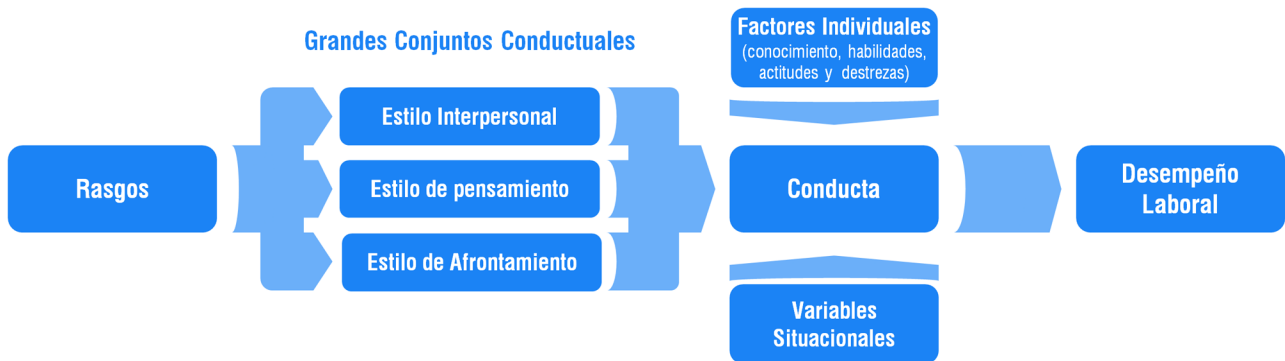 Grandes Conjuntos Conductuales
Rasgos
Estilo Interpersonal
Estilo de pensamiento
Estilo de Afrontamiento
Factores Individuales
(conocimiento, habilidades,
actitudes y destrezas)
Conducta
Variables
Situacionales
Desempeño
Laboral